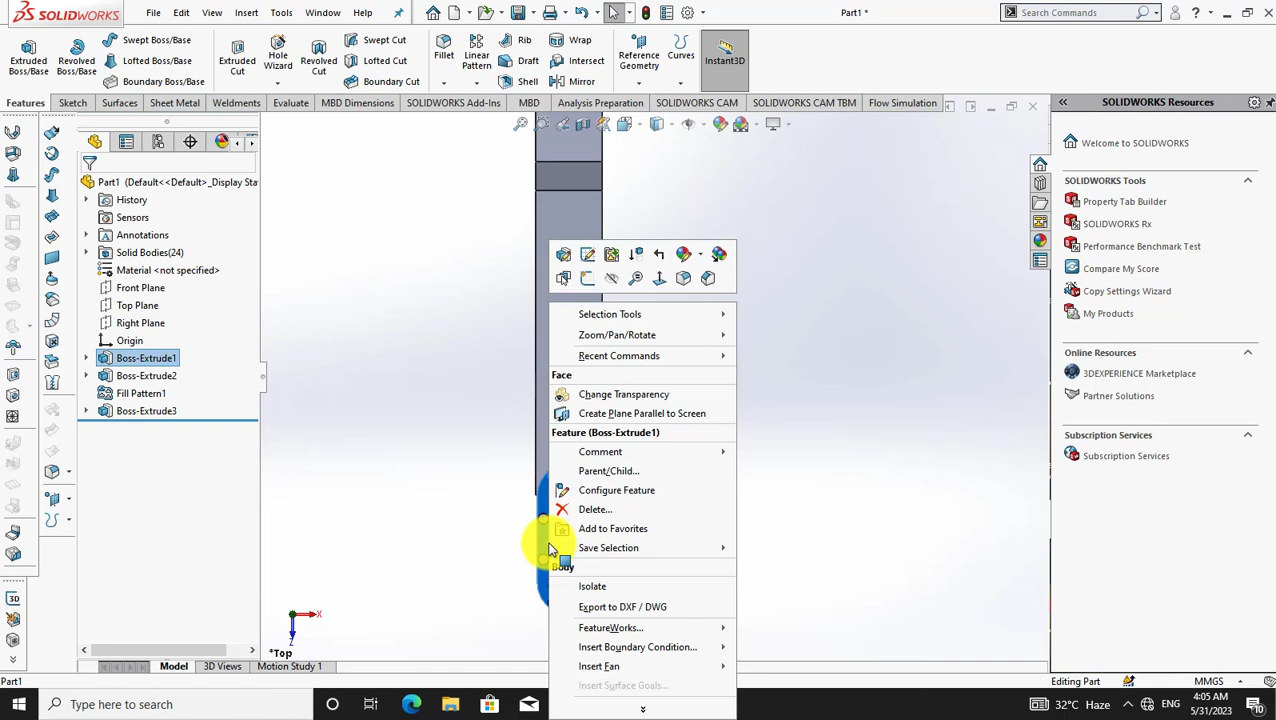 SOLIDWORKS File Edit View Insert Tools Window Part1 * Search Commands
Extruded Boss/Base Revolved Boss/Base Swept Boss/Base Lofted Boss/Base Boundary Boss/Base Extruded Cut Hole Wizard Revolved Cut Swept Cut Lofted Cut Boundary Cut Fillet Linear Pattern Rib Draft Shell Wrap Intersect Mirror Reference Geometry Curves Instant3D
Features Sketch Surfaces Sheet Metal Weldments Evaluate MBD Dimensions SOLIDWORKS Add-Ins MBD Analysis Preparation SOLIDWORKS CAM SOLIDWORKS CAM TBM Flow Simulation
Part1 (Default<<Default>_Display Sta
History
Sensors
Annotations
Solid Bodies(24)
Material <not specified>
Front Plane
Top Plane
Right Plane
Origin
Boss-Extrude1
Boss-Extrude2
Fill Pattern1
Boss-Extrude3
Selection Tools
Zoom/Pan/Rotate
Recent Commands
Face
Change Transparency
Create Plane Parallel to Screen
Feature (Boss-Extrude1)
Comment
Parent/Child...
Configure Feature
Delete...
Add to Favorites
Save Selection
Body
Isolate
Export to DXF / DWG
FeatureWorks...
Insert Boundary Condition...
Insert Fan
Insert Surface Goals...
X
Z
*Top
SOLIDWORKS Resources
Welcome to SOLIDWORKS
SOLIDWORKS Tools
Property Tab Builder
SOLIDWORKS Rx
Performance Benchmark Test
Compare My Score
Copy Settings Wizard
My Products
Online Resources
3DEXPERIENCE Marketplace
Partner Solutions
Subscription Services
Subscription Services
Model 3D Views Motion Study 1
Part1 Editing Part MMGS
Type here to search
32°C Haze ENG 4:05 AM
5/31/2023